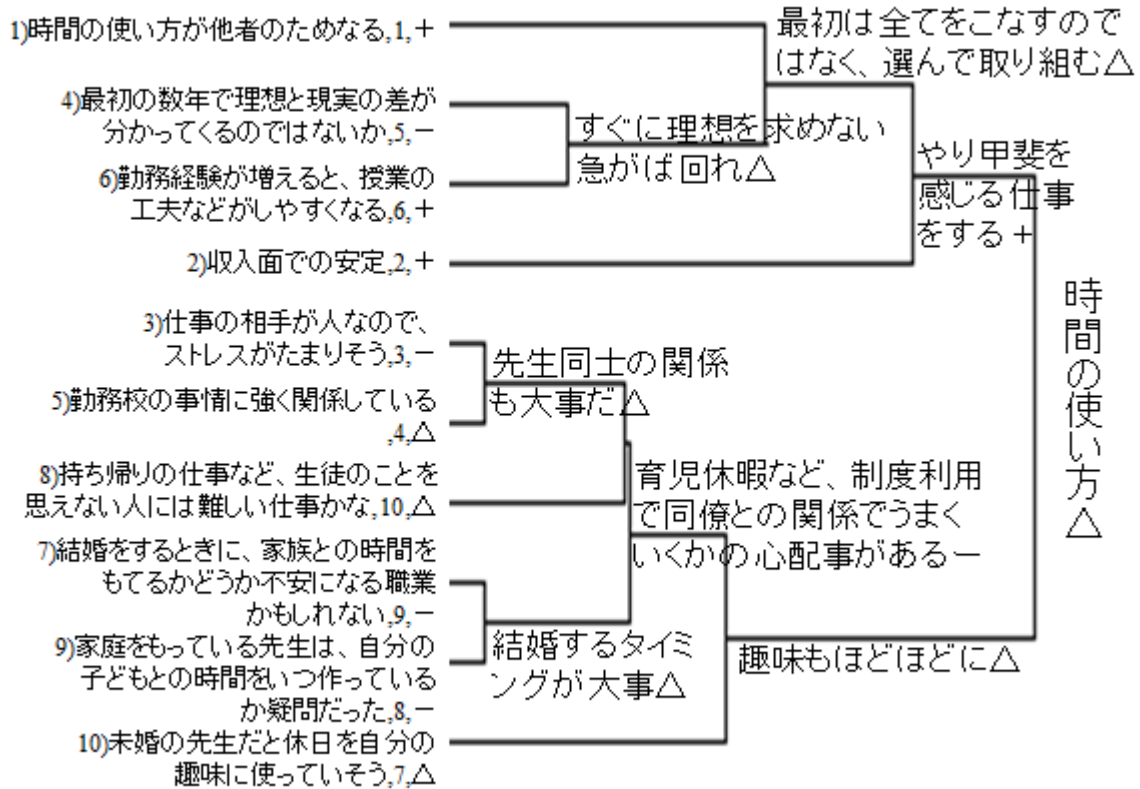 1)時間の使い方が他者のためなる,1,＋
4)最初の数年で理想と現実の差が
分かってくるのではないか,5,－
6)勤務経験が増えると、授業の
工夫などがしやすくなる,6,＋
2)収入面での安定,2,＋
3)仕事の相手が人なので、
ストレスがたまりそう,3,－
5)勤務校の事情に強く関係している
,4,△
8)持ち帰りの仕事など、生徒のことを
思えない人には難しい仕事かな,10,△
7)結婚をするときに、家族との時間を
もてるかどうか不安になる職業
かもしれない,9,－
9)家庭をもっている先生は、自分の
子どもとの時間をいつ作っている
か疑問だった,8,－
10)未婚の先生だと休日を自分の
趣味に使っていそう,7,△
最初は全てをこなすので
はなく、選んで取り組む△
すぐに理想を求めない
急がば回れ△
やり甲斐を
感じる仕事
をする＋
先生同士の関係
も大事だ△
育児休暇など、制度利用
で同僚との関係でうまく
いくかの心配事がある－
結婚するタイミ
ングが大事△
趣味もほどほどに△
時間の使い方△